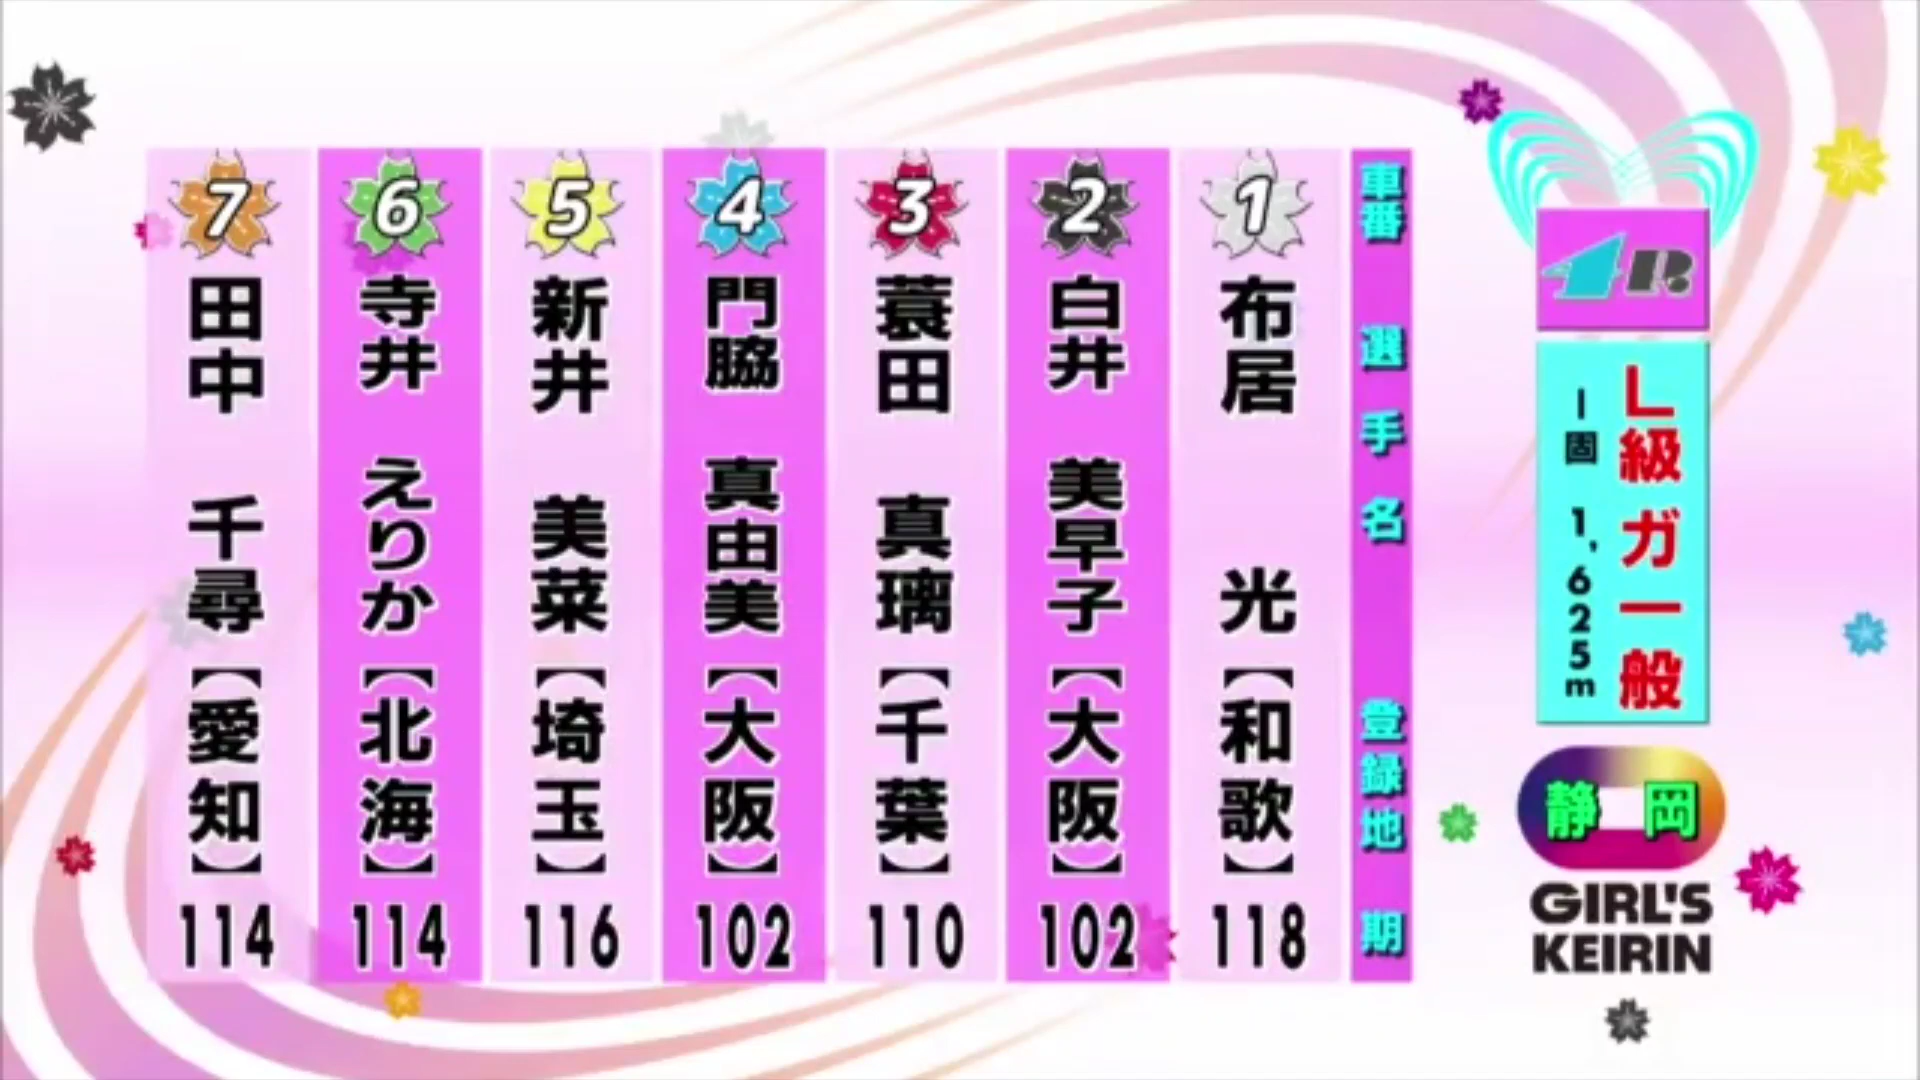 4R
L級 ガ一般
一固 1,625m
静岡
GIRL'S
KEIRIN
車番 選手名 登録地 期
1 布居 光 【和歌】 118
2 白井 美早子 【大阪】 102
3 蓑田 真璃 【千葉】 110
4 門脇 真由美 【大阪】 102
5 新井 美菜 【埼玉】 116
6 寺井 えりか 【北海】 114
7 田中 千尋 【愛知】 114